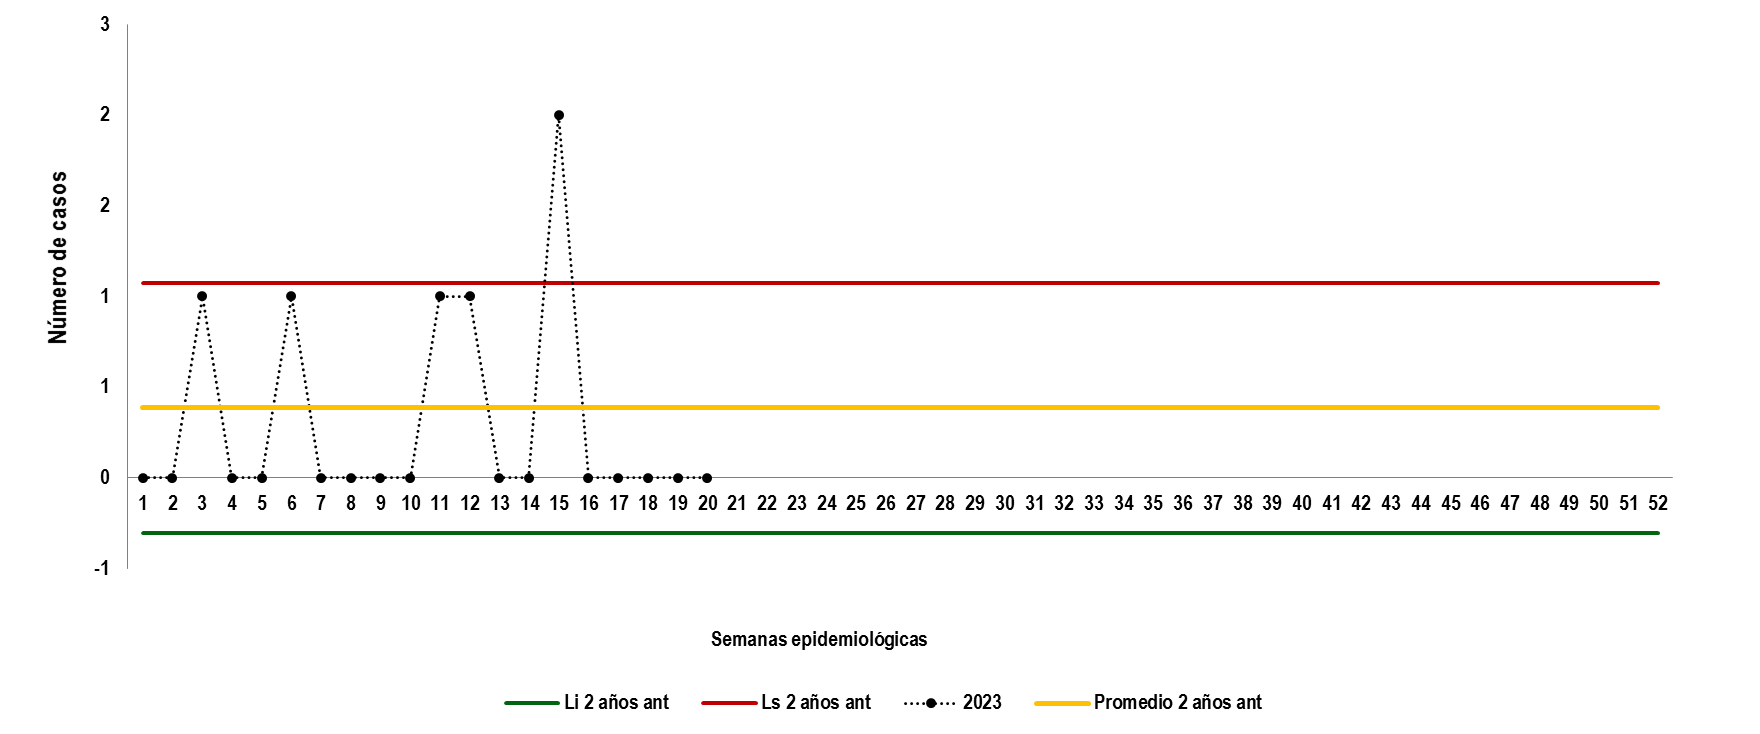 3
2
2
1
1
0
-1
Número de casos
1 2 3 4 5 6 7 8 9 10 11 12 13 14 15 16 17 18 19 20 21 22 23 24 25 26 27 28 29 30 31 32 33 34 35 36 37 38 39 40 41 42 43 44 45 46 47 48 49 50 51 52
Semanas epidemiológicas
Li 2 años ant Ls 2 años ant 2023 Promedio 2 años ant